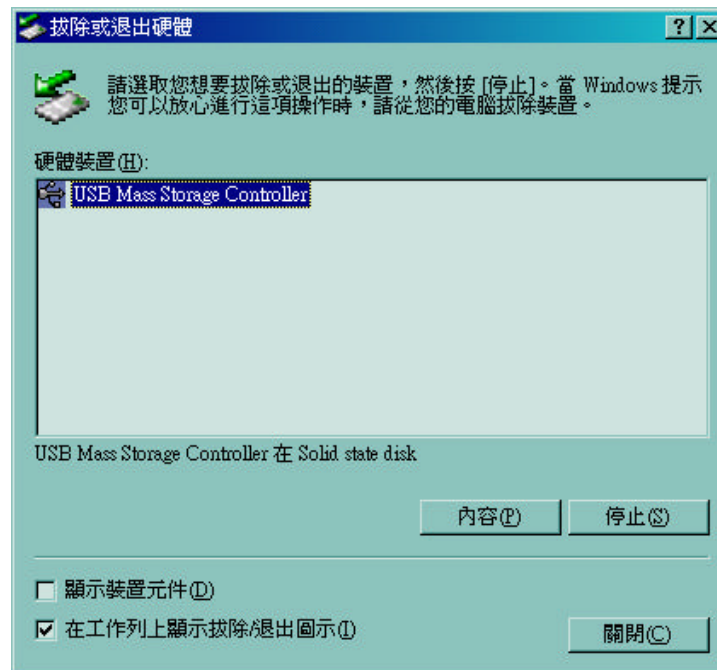 拔除或退出硬體
請選取您想要拔除或退出的裝置，然後按 [停止]。當 Windows 提示
您可以放心進行這項操作時，請從您的電腦拔除裝置。
硬體裝置(H):
USB Mass Storage Controller
USB Mass Storage Controller 在 Solid state disk
內容(P)
停止(S)
顯示裝置元件(D)
在工作列上顯示拔除/退出圖示(I)
關閉(C)